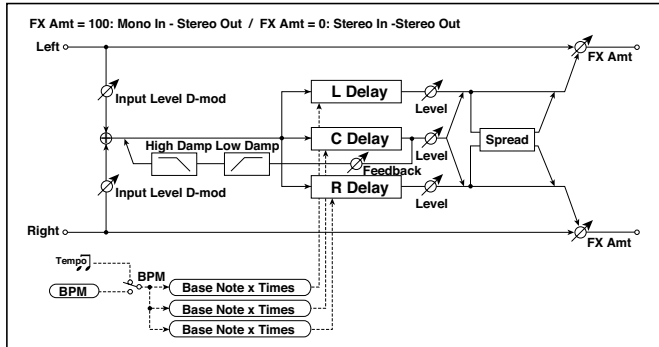 FX Amt = 100: Mono In - Stereo Out / FX Amt = 0: Stereo In -Stereo Out
Left
FX Amt
Input Level D-mod
L Delay
Level
High Damp Low Damp
C Delay
Level
Spread
Feedback
Input Level D-mod
R Delay
Level
Right
FX Amt
Tempo
BPM
BPM
Base Note x Times
Base Note x Times
Base Note x Times